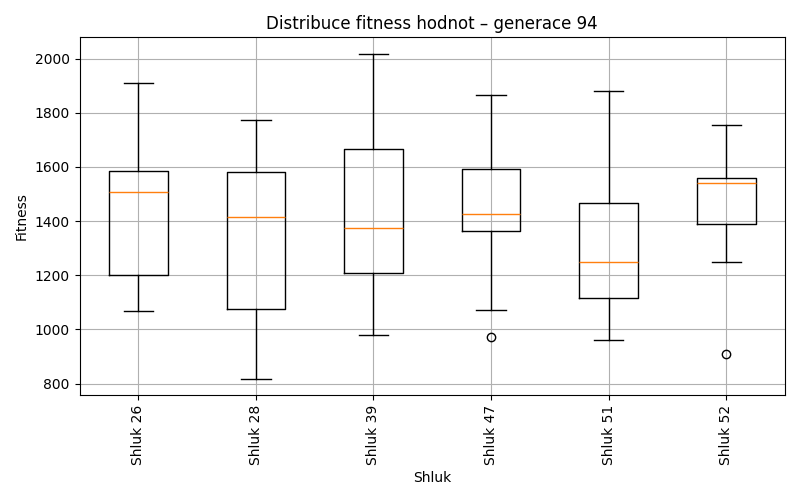 Distribuce fitness hodnot – generace 94
Fitness
2000
1800
1600
1400
1200
1000
800
Shluk 26
Shluk 28
Shluk 39
Shluk 47
Shluk 51
Shluk 52
Shluk